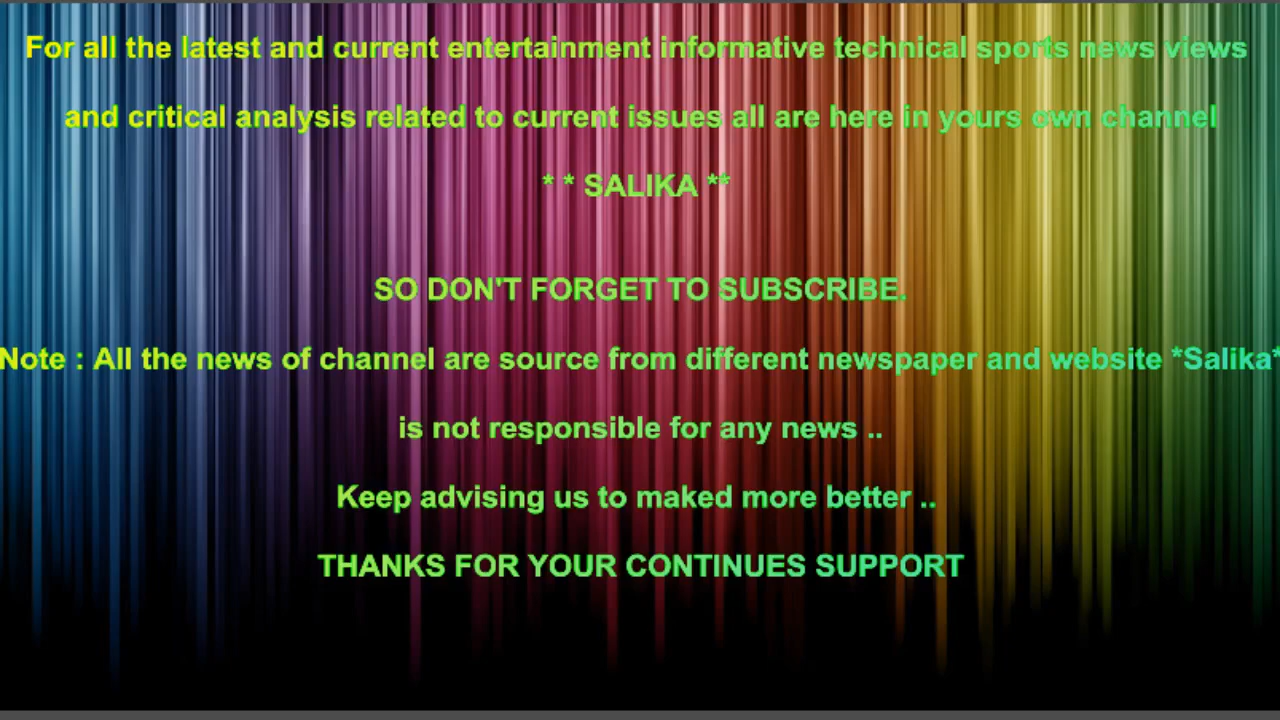 For all the latest and current entertainment informative technical sports news views
and critical analysis related to current issues all are here in yours own channel
* * SALIKA **
SO DON'T FORGET TO SUBSCRIBE.
Note : All the news of channel are source from different newspaper and website *Salika*
is not responsible for any news ..
Keep advising us to maked more better ..
THANKS FOR YOUR CONTINUES SUPPORT